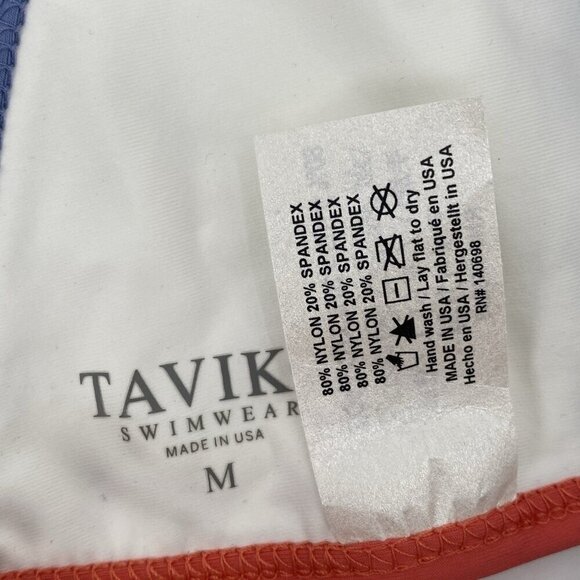 TAVIK
SWIMWEAR
MADE IN USA
M
80% NYLON 20% SPANDEX
80% NYLON 20% SPANDEX
80% NYLON 20% SPANDEX
80% NYLON 20% SPANDEX
Hand wash / Lay flat to dry
MADE IN USA / Fabriqué en USA
Hecho en USA / Hergestellt in USA
RN# 140698